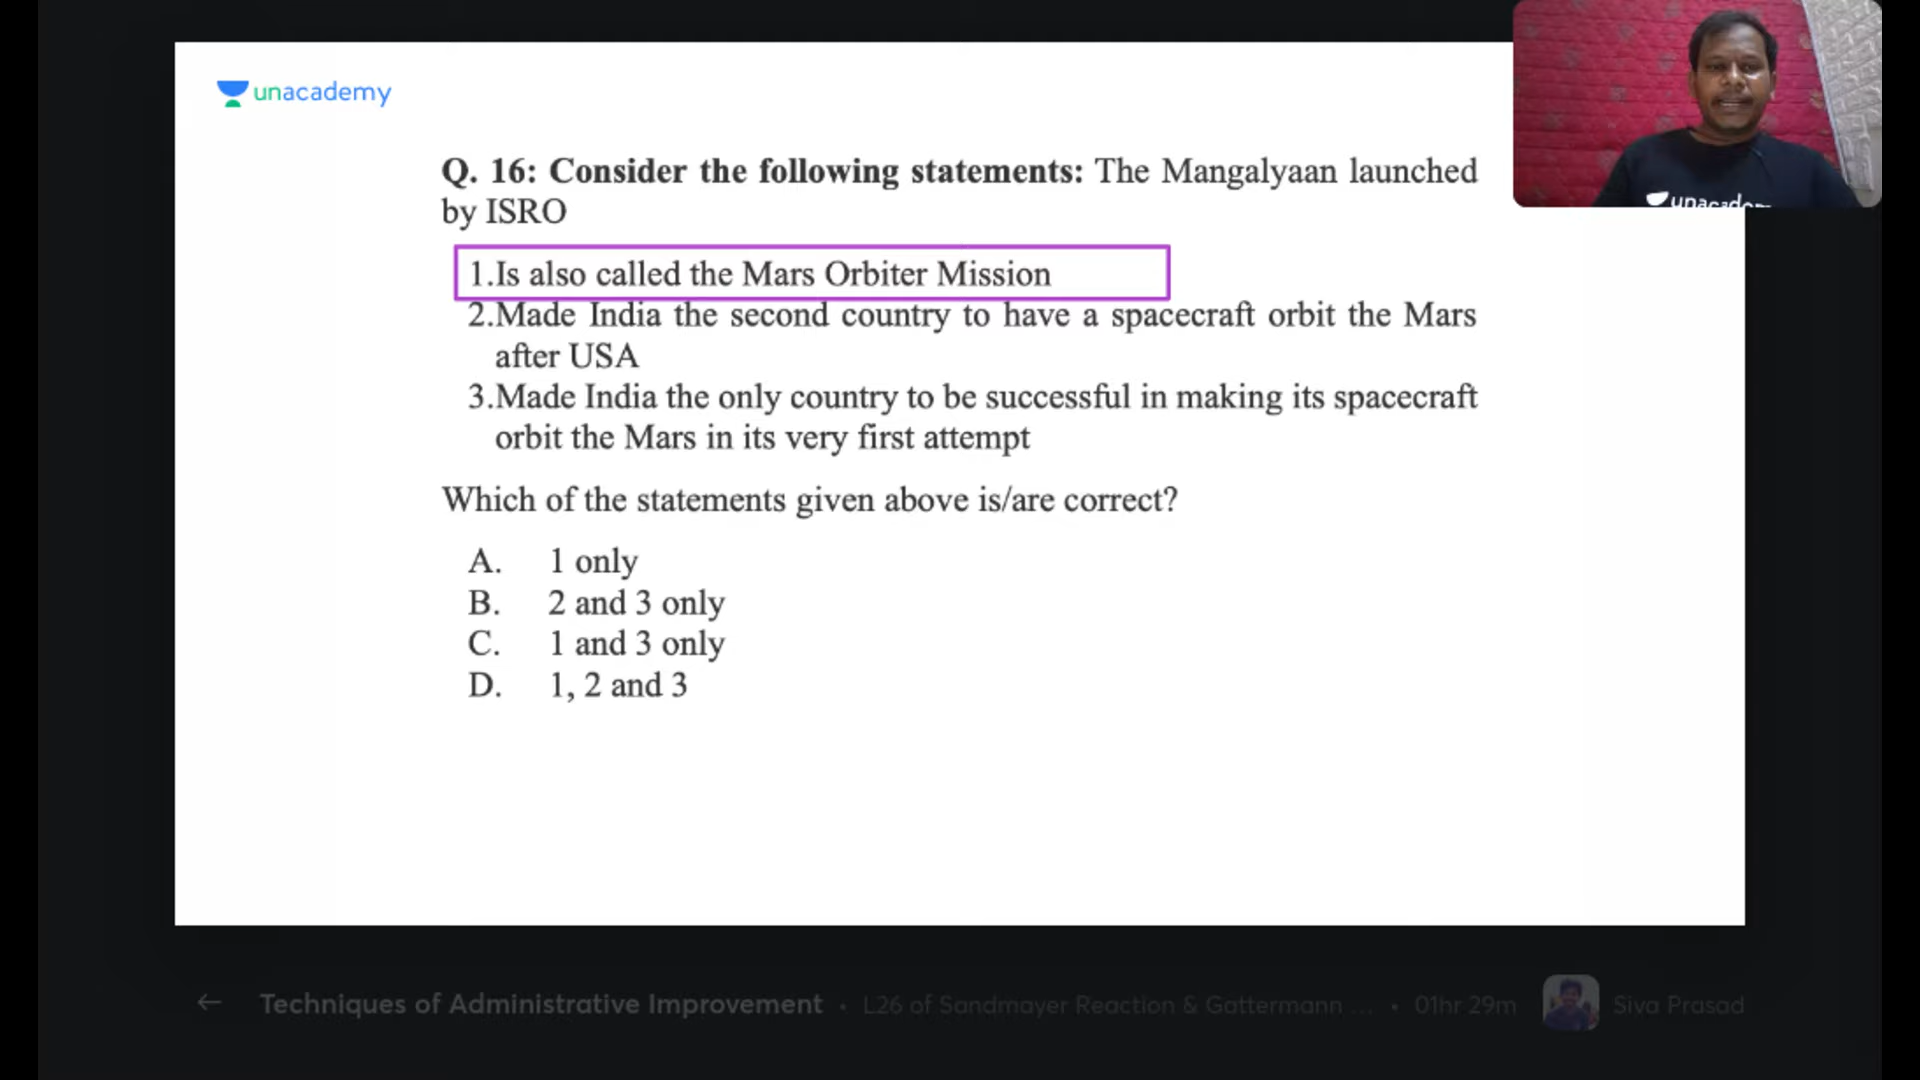 unacademy
Q. 16: Consider the following statements: The Mangalyaan launched
by ISRO
1.Is also called the Mars Orbiter Mission
2.Made India the second country to have a spacecraft orbit the Mars
after USA
3.Made India the only country to be successful in making its spacecraft
orbit the Mars in its very first attempt
Which of the statements given above is/are correct?
A. 1 only
B. 2 and 3 only
C. 1 and 3 only
D. 1, 2 and 3
unacademy
← Techniques of Administrative Improvement • L26 of Sandmayer Reaction & Gattermann ... • 01hr 29m Siva Prasad